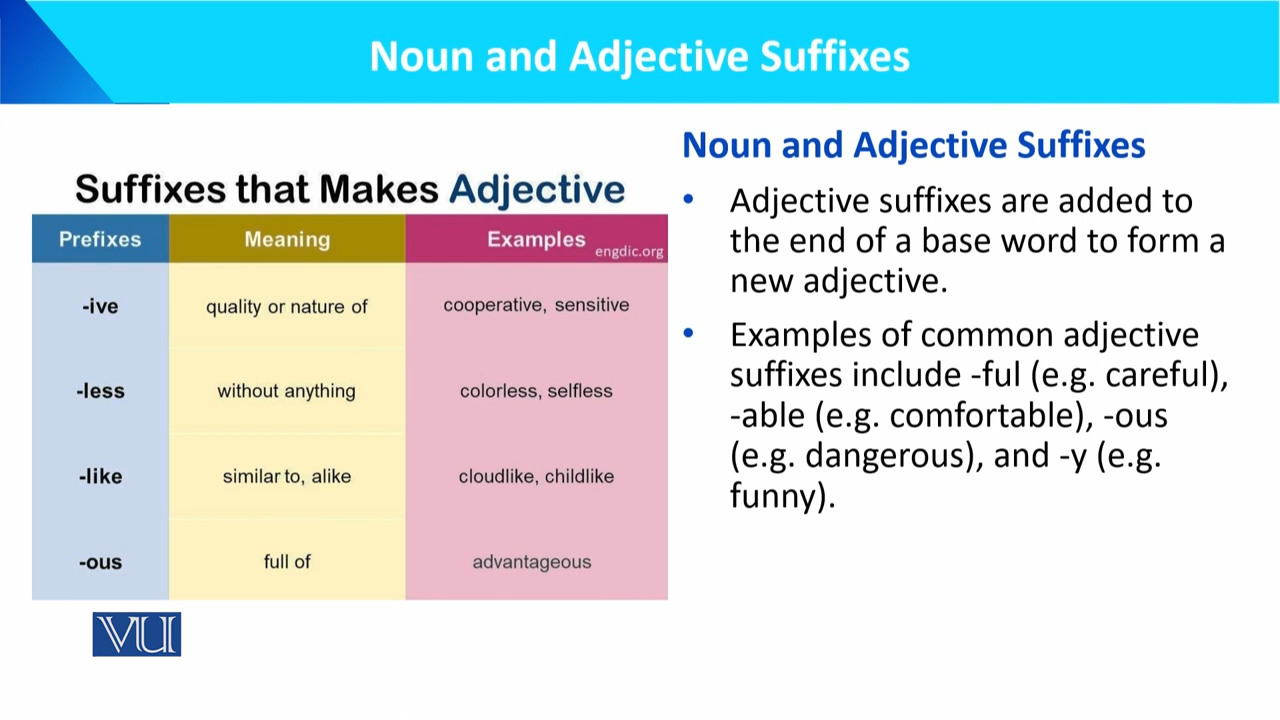 Noun and Adjective Suffixes
Suffixes that Makes Adjective
Prefixes Meaning Examples
engdic.org
-ive quality or nature of cooperative, sensitive
-less without anything colorless, selfless
-like similar to, alike cloudlike, childlike
-ous full of advantageous
VU
Noun and Adjective Suffixes
• Adjective suffixes are added to
the end of a base word to form a
new adjective.
• Examples of common adjective
suffixes include -ful (e.g. careful),
-able (e.g. comfortable), -ous
(e.g. dangerous), and -y (e.g.
funny).